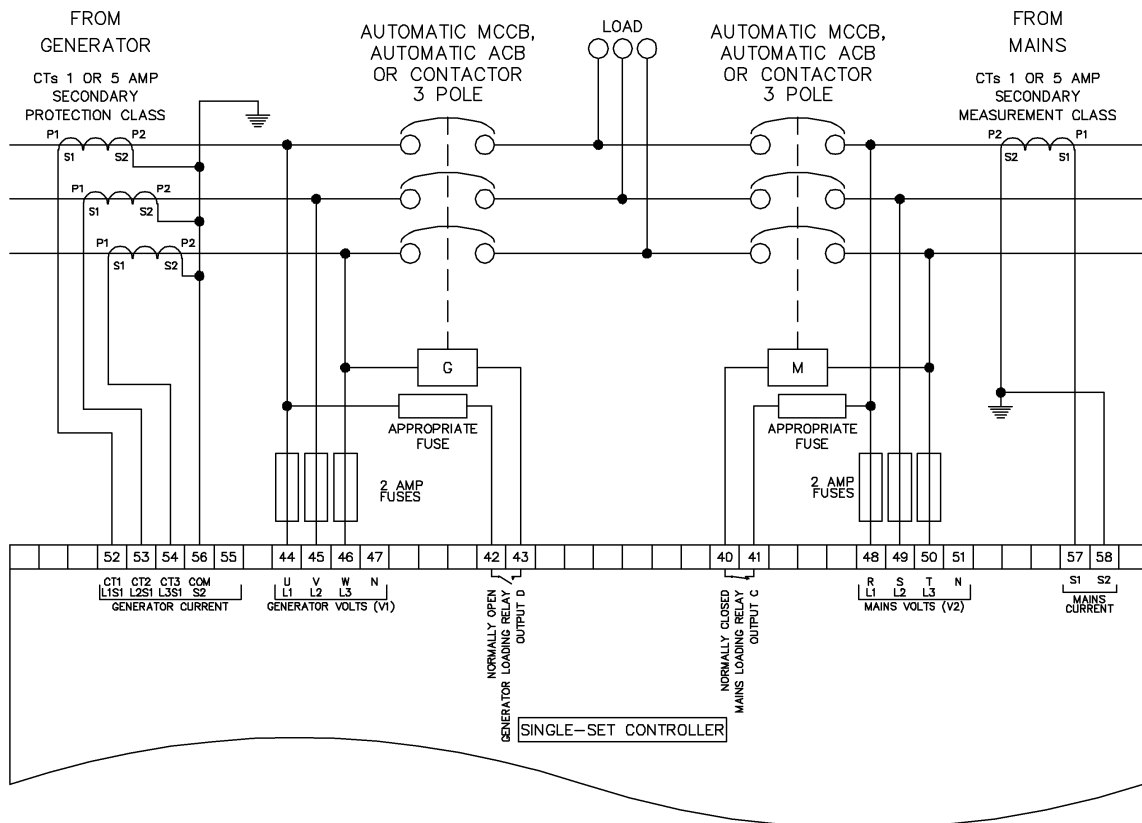 FROM
GENERATOR
CTs 1 OR 5 AMP
SECONDARY
PROTECTION CLASS
AUTOMATIC MCCB,
AUTOMATIC ACB
OR CONTACTOR
3 POLE
LOAD
AUTOMATIC MCCB,
AUTOMATIC ACB
OR CONTACTOR
3 POLE
FROM
MAINS
CTs 1 OR 5 AMP
SECONDARY
MEASUREMENT CLASS
P1 P2
S1 S2
P2 P1
S2 S1
P1 P2
S1 S2
P1 P2
S1 S2
G
M
APPROPRIATE
FUSE
APPROPRIATE
FUSE
2 AMP
FUSES
2 AMP
FUSES
52 53 54 56 55 44 45 46 47 42 43 40 41 48 49 50 51 57 58
CT1 CT2 CT3 COM
L1S1 L2S1 L3S1 S2
GENERATOR CURRENT
U V W N
L1 L2 L3
GENERATOR VOLTS (V1)
NORMALLY OPEN
GENERATOR LOADING RELAY
OUTPUT D
NORMALLY CLOSED
MAINS LOADING RELAY
OUTPUT C
R S T N
L1 L2 L3
MAINS VOLTS (V2)
S1 S2
MAINS
CURRENT
SINGLE-SET CONTROLLER